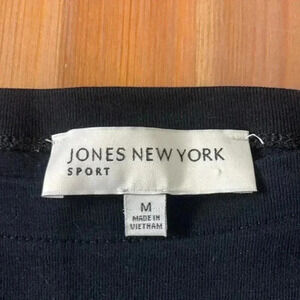 JONES NEW YORK
SPORT
M
MADE IN
VIETNAM